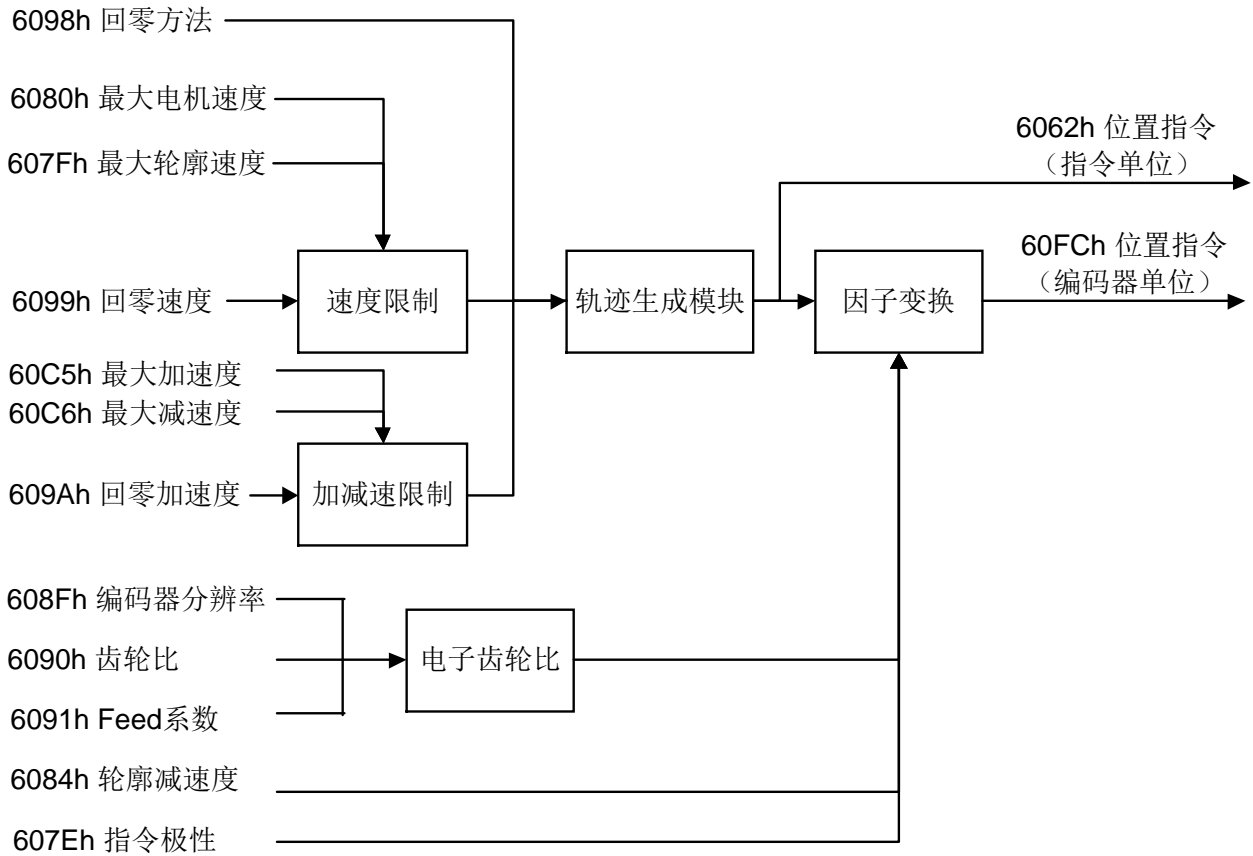 6098h 回零方法
6080h 最大电机速度
607Fh 最大轮廓速度
6062h 位置指令
（指令单位）
60FCh 位置指令
（编码器单位）
6099h 回零速度
速度限制
轨迹生成模块
因子变换
60C5h 最大加速度
60C6h 最大减速度
609Ah 回零加速度
加减速限制
608Fh 编码器分辨率
6090h 齿轮比
电子齿轮比
6091h Feed系数
6084h 轮廓减速度
607Eh 指令极性